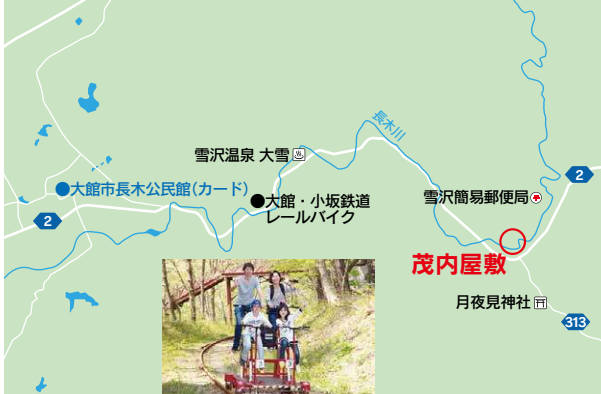 長木川
雪沢温泉 大雪
2
大館市長木公民館(カード)
大館・小坂鉄道
レールバイク
雪沢簡易郵便局
2
茂内屋敷
月夜見神社
313